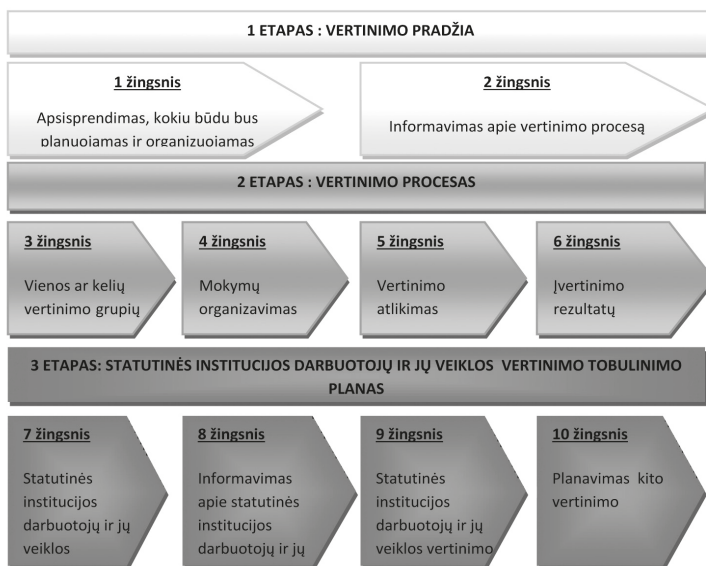 1 ETAPAS : VERTINIMO PRADŽIA
1 žingsnis
Apsisprendimas, kokiu būdu bus
planuojamas ir organizuojamas
2 žingsnis
Informavimas apie vertinimo procesą
2 ETAPAS : VERTINIMO PROCESAS
3 žingsnis
Vienos ar kelių
vertinimo grupių
4 žingsnis
Mokymų
organizavimas
5 žingsnis
Vertinimo
atlikimas
6 žingsnis
Įvertinimo
rezultatų
3 ETAPAS: STATUTINĖS INSTITUCIJOS DARBUOTOJŲ IR JŲ VEIKLOS VERTINIMO TOBULINIMO
PLANAS
7 žingsnis
Statutinės
institucijos
darbuotojų ir jų
veiklos
8 žingsnis
Informavimas
apie statutinės
institucijos
darbuotojų ir jų
9 žingsnis
Statutinės
institucijos
darbuotojų ir jų
veiklos vertinimo
10 žingsnis
Planavimas kito
vertinimo